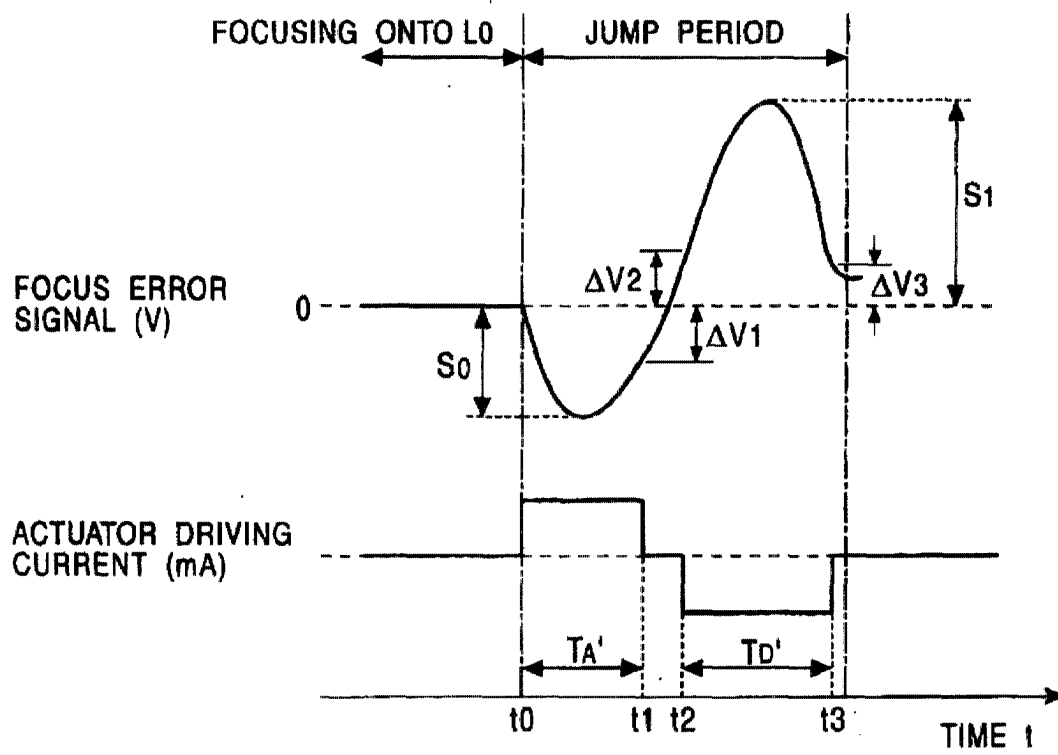 FOCUSING ONTO L0
JUMP PERIOD
S1
ΔV2
ΔV3
FOCUS ERROR
SIGNAL (V)
0
ΔV1
S0
ACTUATOR DRIVING
CURRENT (mA)
TA'
TD'
t0
t1
t2
t3
TIME t